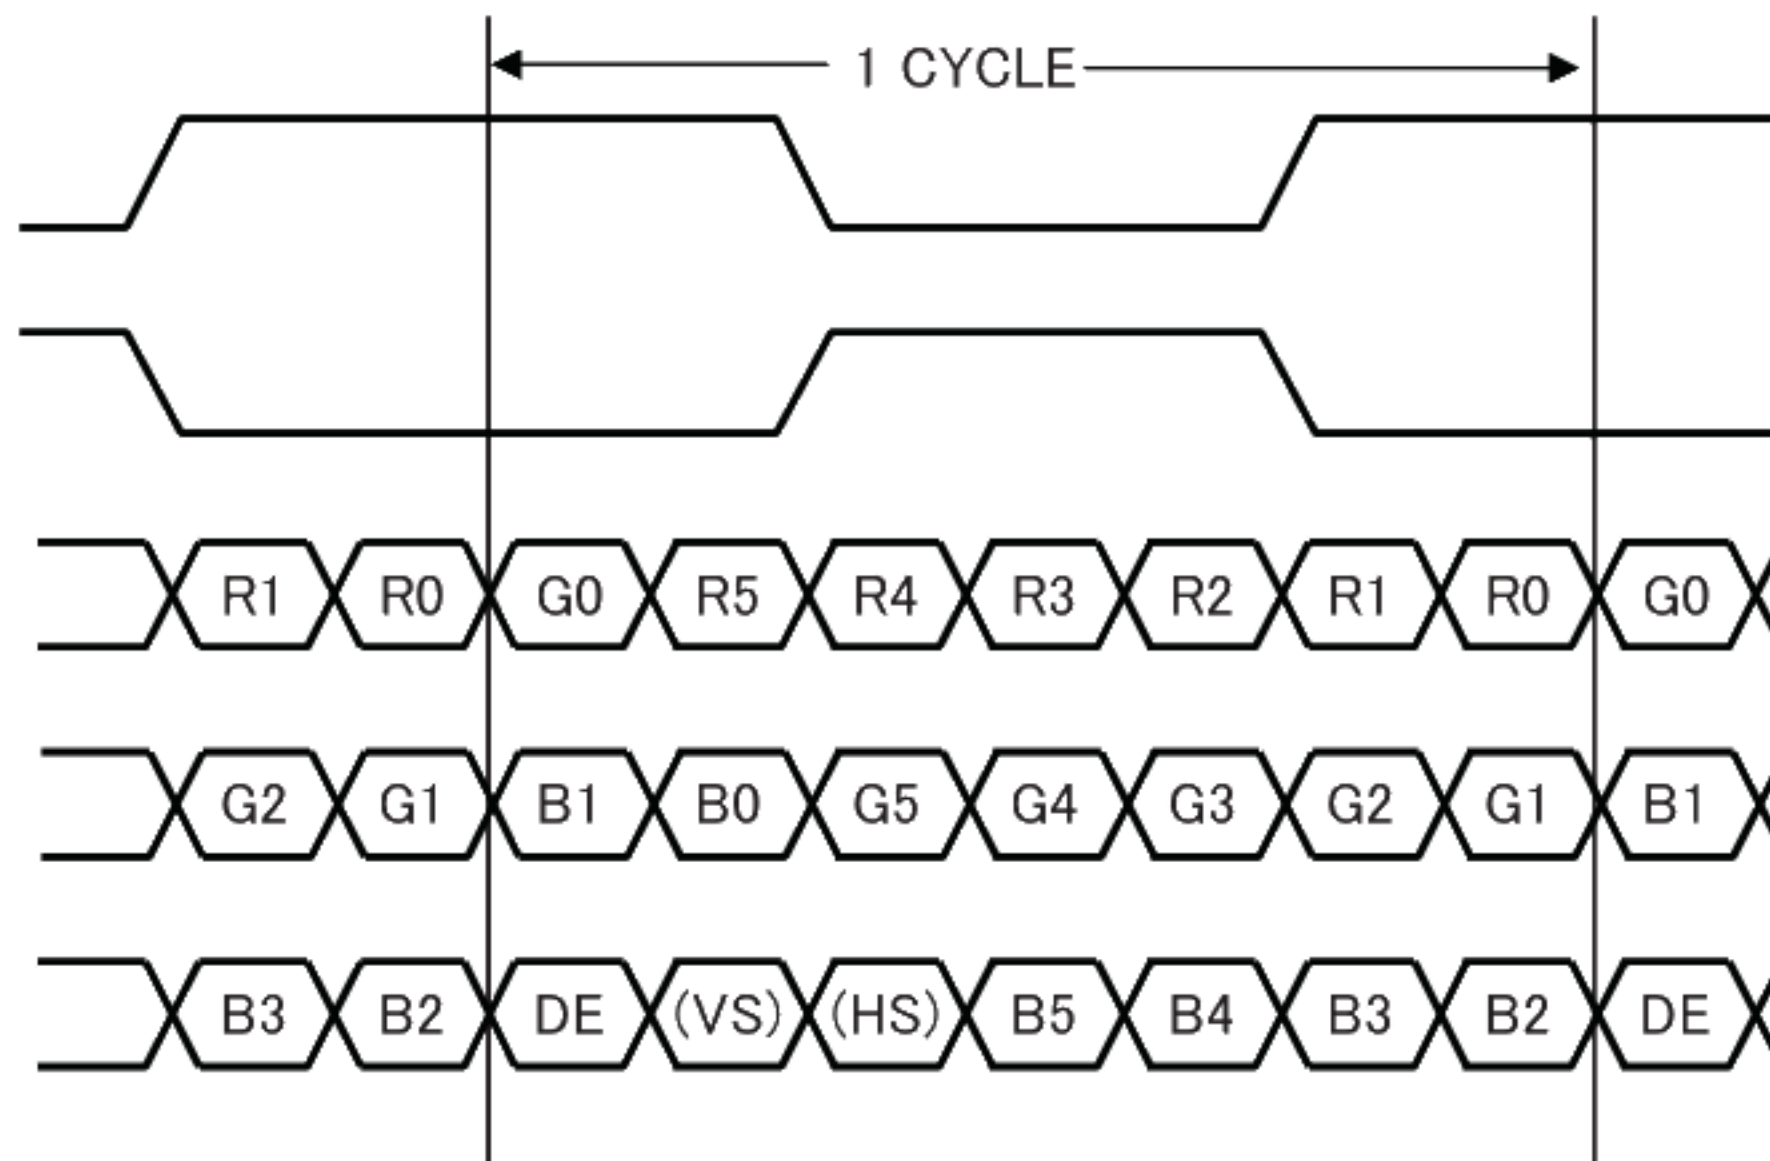 1 CYCLE
R1 R0 G0 R5 R4 R3 R2 R1 R0 G0
G2 G1 B1 B0 G5 G4 G3 G2 G1 B1
B3 B2 DE (VS) (HS) B5 B4 B3 B2 DE